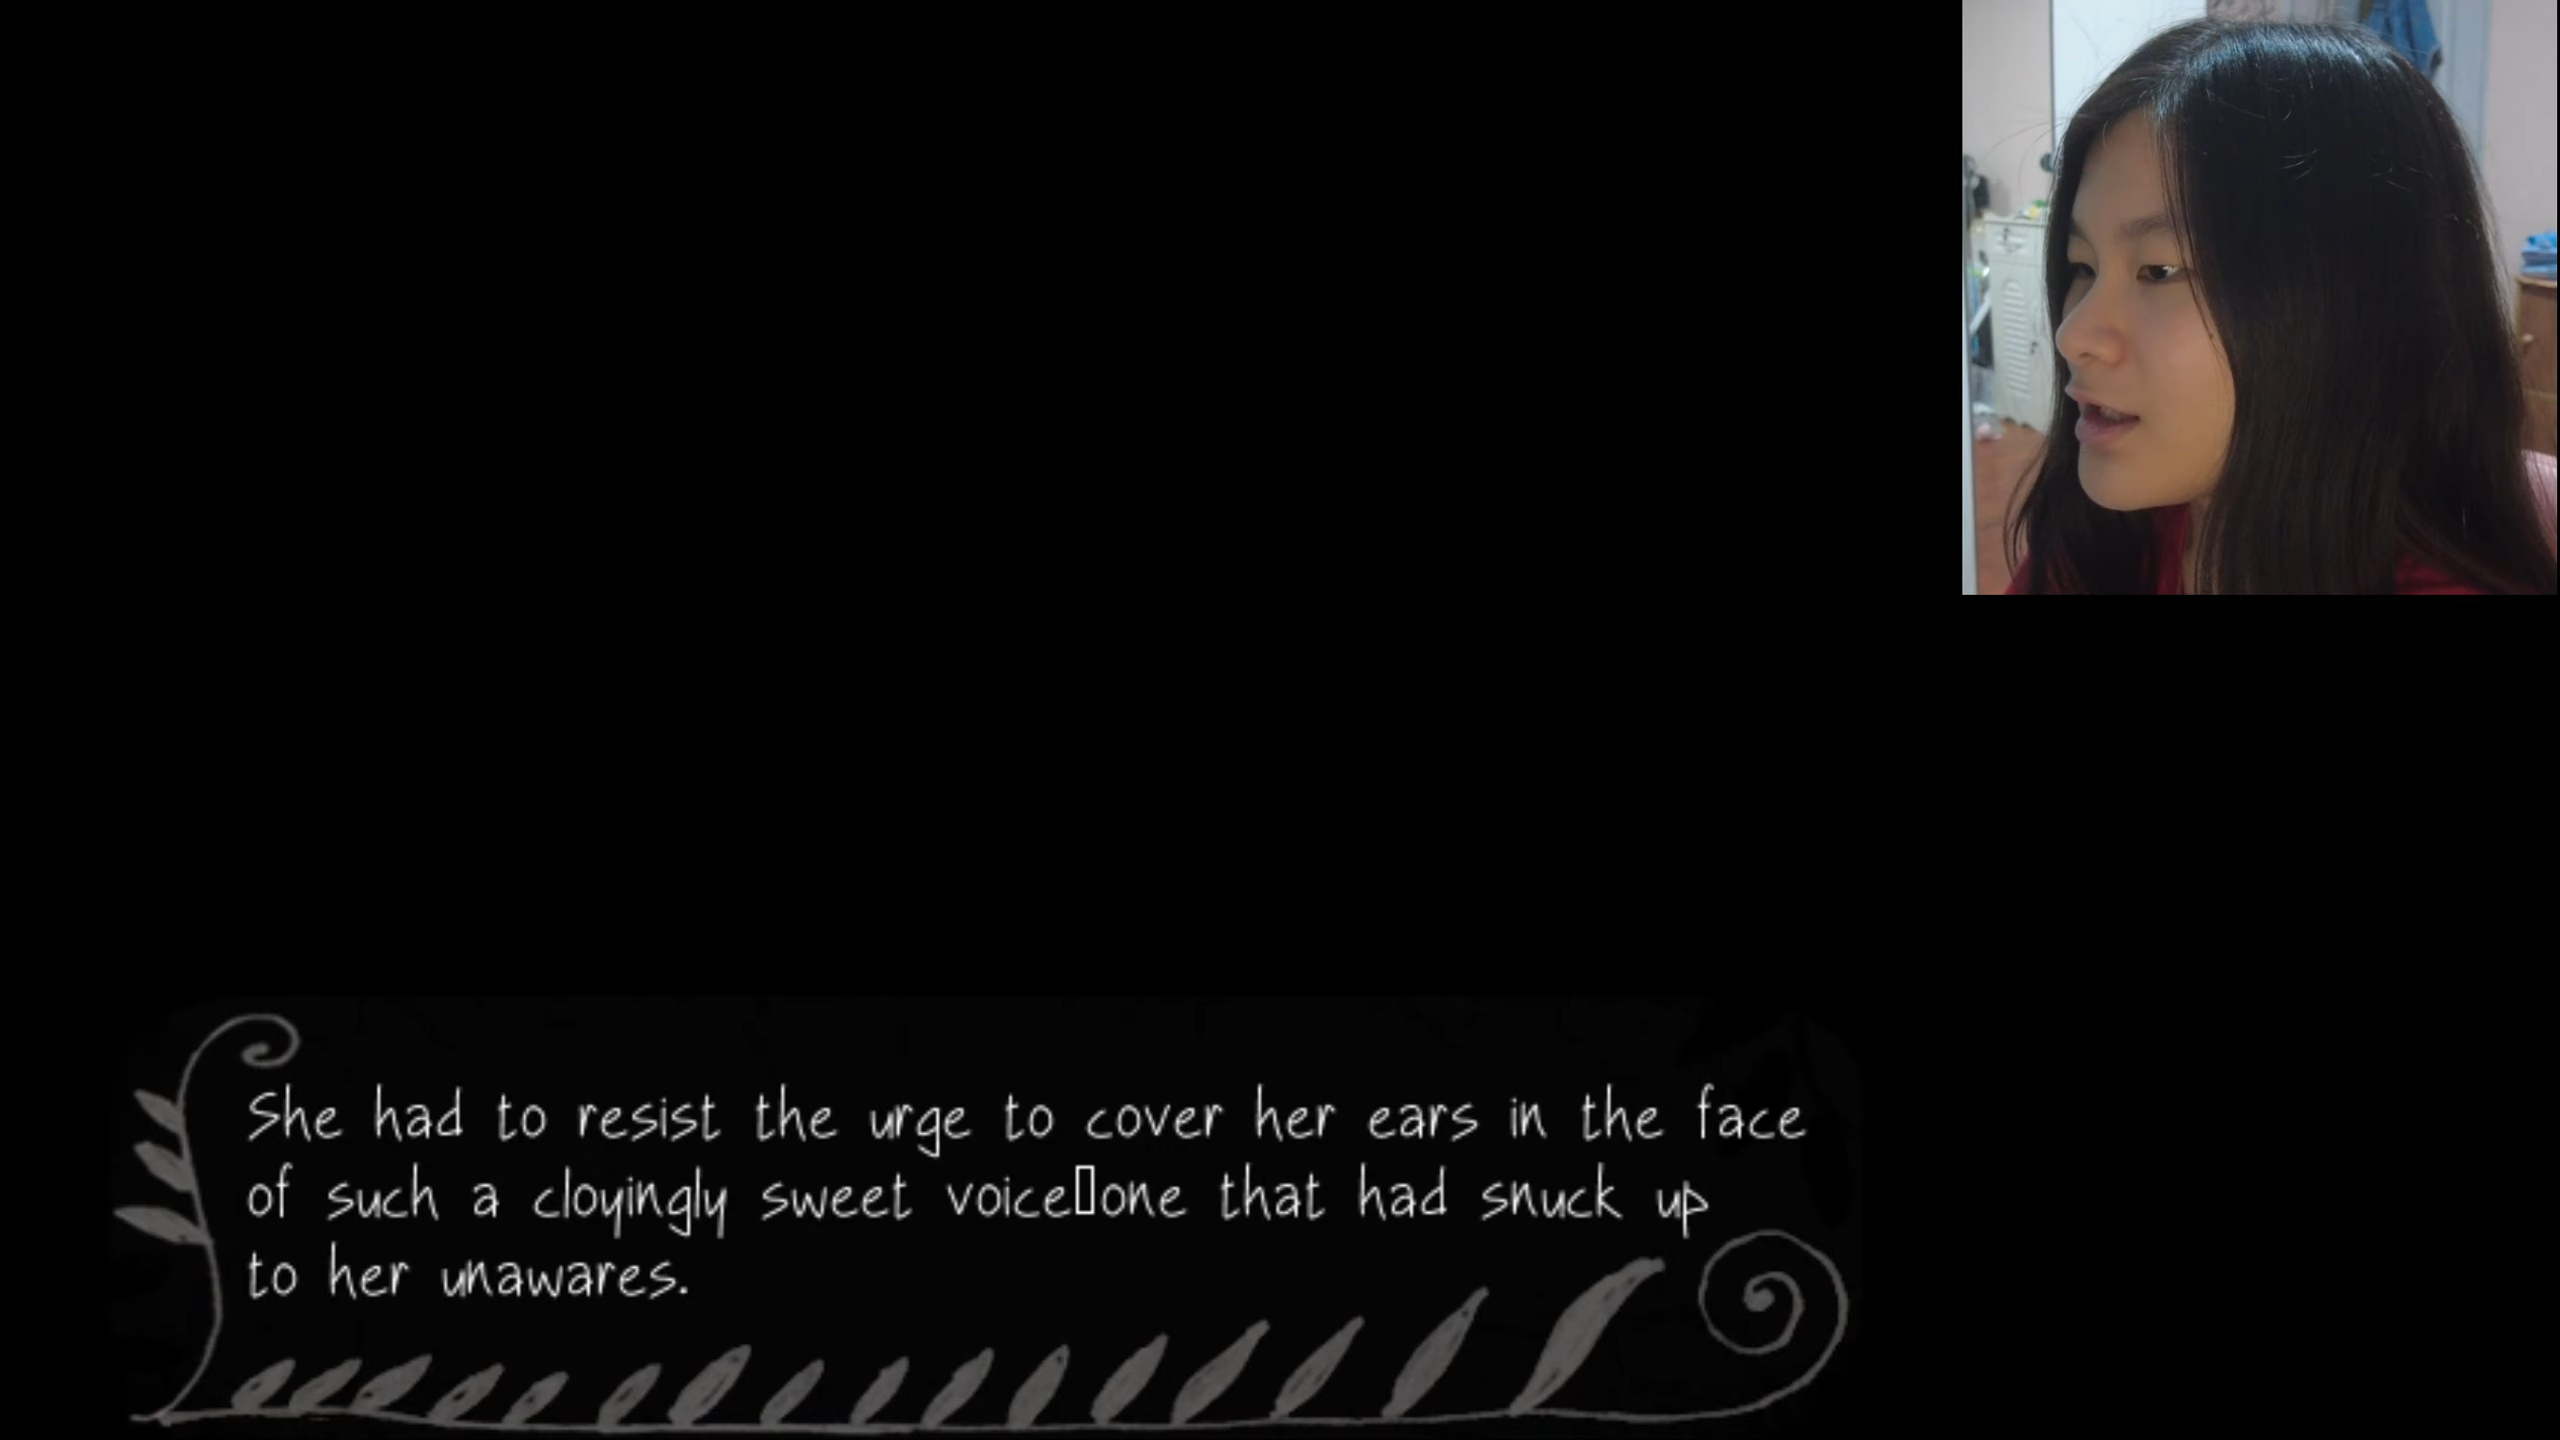 She had to resist the urge to cover her ears in the face
of such a cloyingly sweet voice▯one that had snuck up
to her unawares.